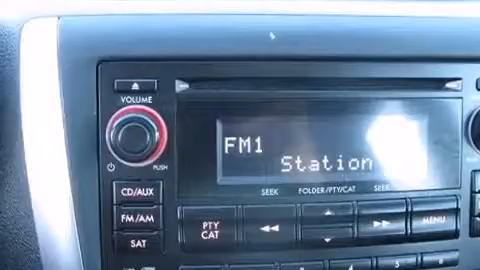 VOLUME
PUSH
FM1
Station
SEEK
FOLDER/PTY/CAT
SEEK
CD/AUX
FM/AM
SAT
PTY
CAT
MENU